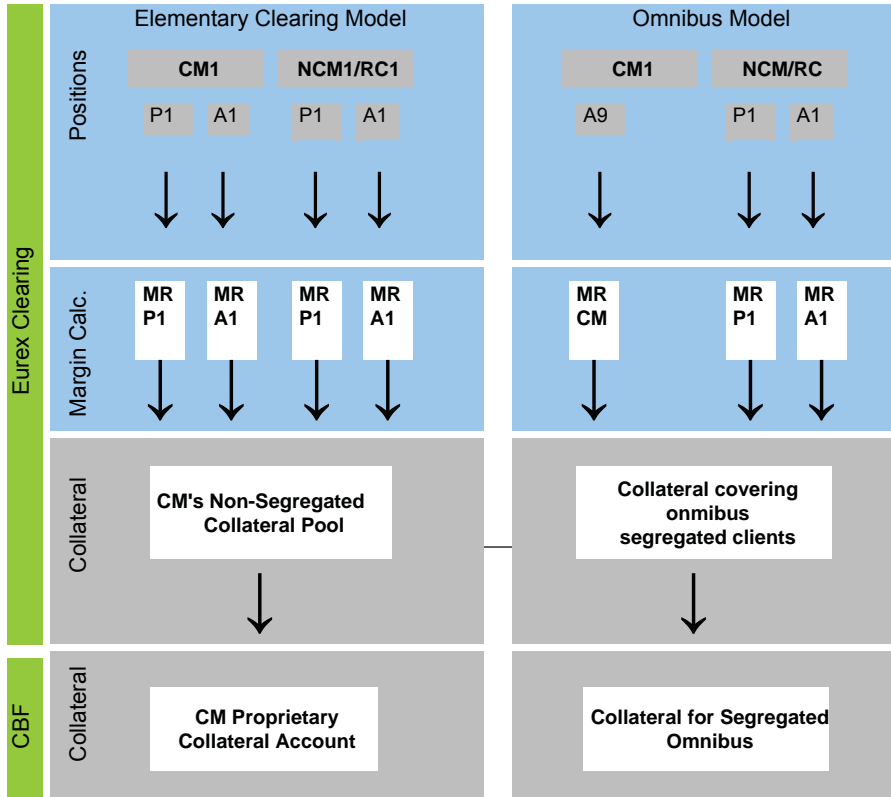 Elementary Clearing Model
Omnibus Model
Eurex Clearing
Positions
CM1
NCM1/RC1
CM1
NCM/RC
P1
A1
P1
A1
A9
P1
A1
Margin Calc.
MR
P1
MR
A1
MR
P1
MR
A1
MR
CM
MR
P1
MR
A1
Collateral
CM's Non-Segregated
Collateral Pool
Collateral covering
onmibus
segregated clients
CBF
Collateral
CM Proprietary
Collateral Account
Collateral for Segregated
Omnibus